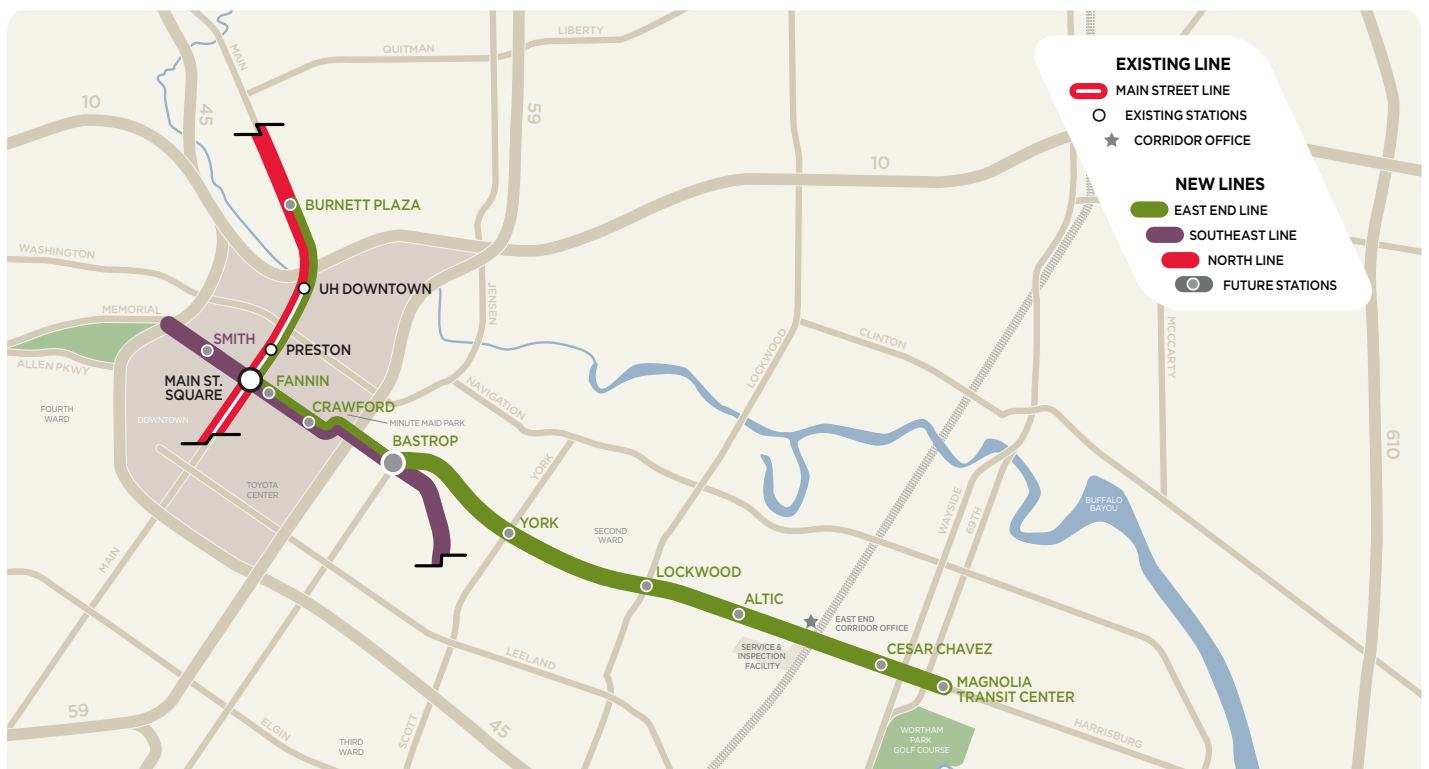 LIBERTY
QUITMAN
MAIN
10
45
59
10
EXISTING LINE
MAIN STREET LINE
EXISTING STATIONS
CORRIDOR OFFICE
NEW LINES
EAST END LINE
SOUTHEAST LINE
NORTH LINE
FUTURE STATIONS
BURNETT PLAZA
WASHINGTON
UH DOWNTOWN
JENSEN
MEMORIAL
SMITH
PRESTON
ALLEN PKWY
MAIN ST.
SQUARE
FANNIN
CRAWFORD
MINUTE MAID PARK
FOURTH
WARD
DOWNTOWN
BASTROP
NAVIGATION
LOCKWOOD
CLINTON
MCCARTY
610
YORK
TOYOTA
CENTER
BUFFALO
BAYOU
WAYSIDE
69TH
YORK
SECOND
WARD
MAIN
LOCKWOOD
ALTIC
EAST END
CORRIDOR OFFICE
SERVICE &
INSPECTION
FACILITY
CESAR CHAVEZ
MAGNOLIA
TRANSIT CENTER
LEELAND
59
ELGIN
THIRD
WARD
SCOTT
45
WORTHAM
PARK
GOLF COURSE
HARRISBURG